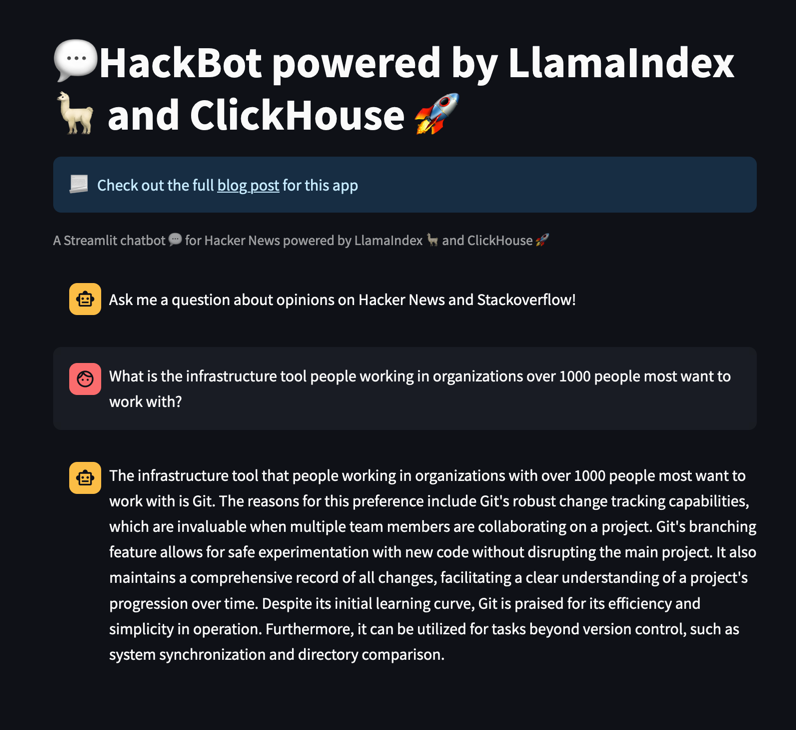 💬HackBot powered by LlamaIndex
🦙 and ClickHouse 🚀
📃 Check out the full blog post for this app
A Streamlit chatbot 💬 for Hacker News powered by LlamaIndex 🦙 and ClickHouse 🚀
Ask me a question about opinions on Hacker News and Stackoverflow!
What is the infrastructure tool people working in organizations over 1000 people most want to
work with?
The infrastructure tool that people working in organizations with over 1000 people most want to
work with is Git. The reasons for this preference include Git's robust change tracking capabilities,
which are invaluable when multiple team members are collaborating on a project. Git's branching
feature allows for safe experimentation with new code without disrupting the main project. It also
maintains a comprehensive record of all changes, facilitating a clear understanding of a project's
progression over time. Despite its initial learning curve, Git is praised for its efficiency and
simplicity in operation. Furthermore, it can be utilized for tasks beyond version control, such as
system synchronization and directory comparison.